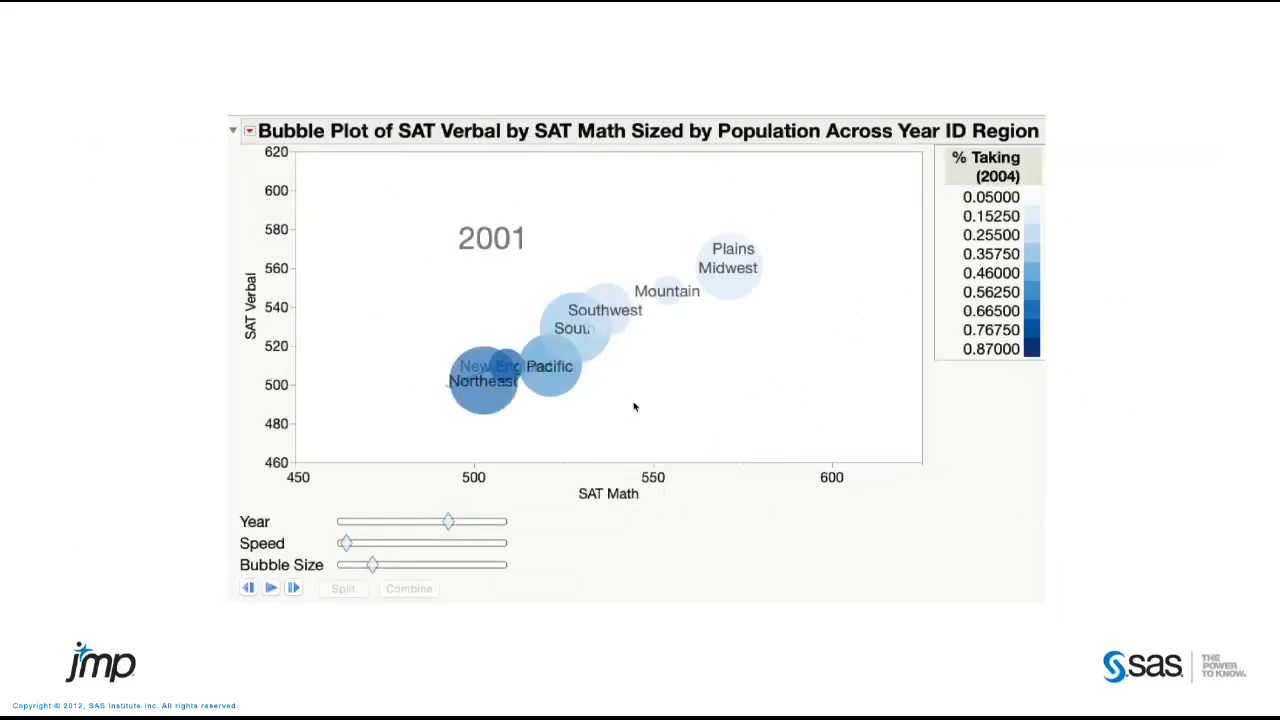 Bubble Plot of SAT Verbal by SAT Math Sized by Population Across Year ID Region
620
600
580
560
540
520
500
480
460
SAT Verbal
2001
Plains
Midwest
Mountain
Southwest
South
New Eng
Pacific
Northeast
450
500
550
600
SAT Math
% Taking
(2004)
0.05000
0.15250
0.25500
0.35750
0.46000
0.56250
0.66500
0.76750
0.87000
Year
Speed
Bubble Size
Split
Combine
jmp
sas
THE
POWER
TO KNOW.
Copyright © 2012, SAS Institute Inc. All rights reserved.